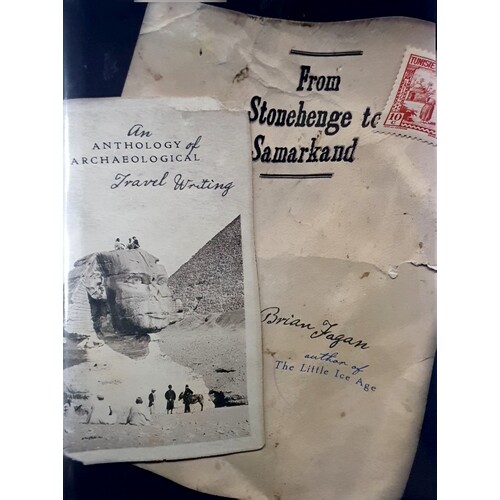 From
Stonehenge to
Samarkand
TUNISIE
10
An
ANTHOLOGY of
ARCHAEOLOGICAL
Travel Writing
Brian Fagan
author of
The Little Ice Age